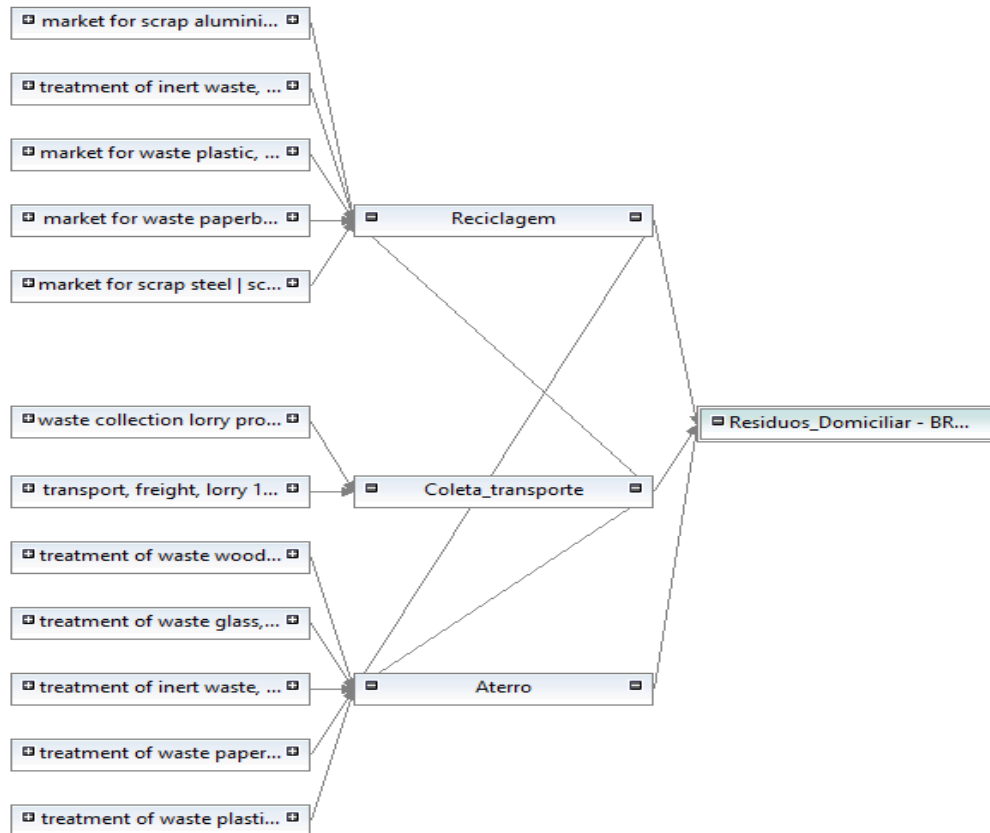 market for scrap alumini...
treatment of inert waste, ...
market for waste plastic, ...
market for waste paperb...
Reciclagem
market for scrap steel | sc...
waste collection lorry pro...
Residuos_Domiciliar - BR...
transport, freight, lorry 1...
Coleta_transporte
treatment of waste wood...
treatment of waste glass,...
treatment of inert waste, ...
Aterro
treatment of waste paper...
treatment of waste plasti...